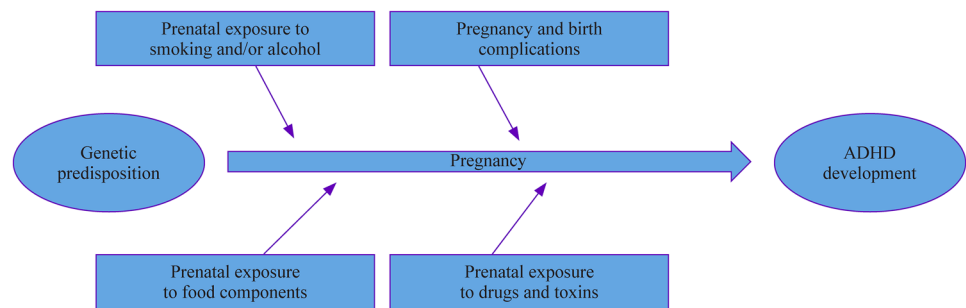 Prenatal exposure to
smoking and/or alcohol
Pregnancy and birth
complications
Genetic
predisposition
Pregnancy
ADHD
development
Prenatal exposure
to food components
Prenatal exposure
to drugs and toxins